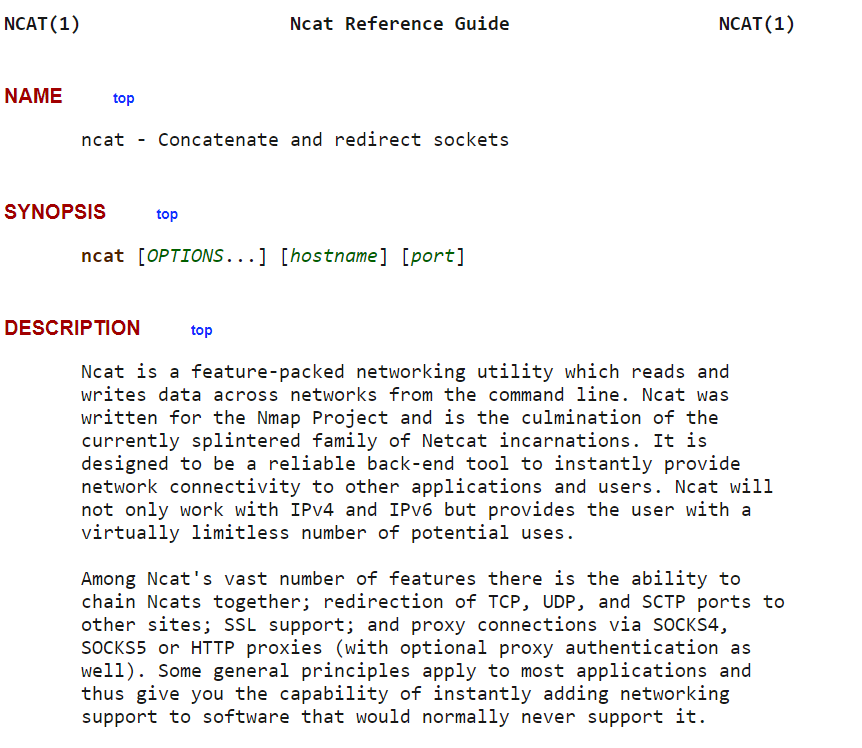 NCAT(1) Ncat Reference Guide NCAT(1)
NAME top
ncat - Concatenate and redirect sockets
SYNOPSIS top
ncat [OPTIONS...] [hostname] [port]
DESCRIPTION top
Ncat is a feature-packed networking utility which reads and
writes data across networks from the command line. Ncat was
written for the Nmap Project and is the culmination of the
currently splintered family of Netcat incarnations. It is
designed to be a reliable back-end tool to instantly provide
network connectivity to other applications and users. Ncat will
not only work with IPv4 and IPv6 but provides the user with a
virtually limitless number of potential uses.
Among Ncat's vast number of features there is the ability to
chain Ncats together; redirection of TCP, UDP, and SCTP ports to
other sites; SSL support; and proxy connections via SOCKS4,
SOCKS5 or HTTP proxies (with optional proxy authentication as
well). Some general principles apply to most applications and
thus give you the capability of instantly adding networking
support to software that would normally never support it.